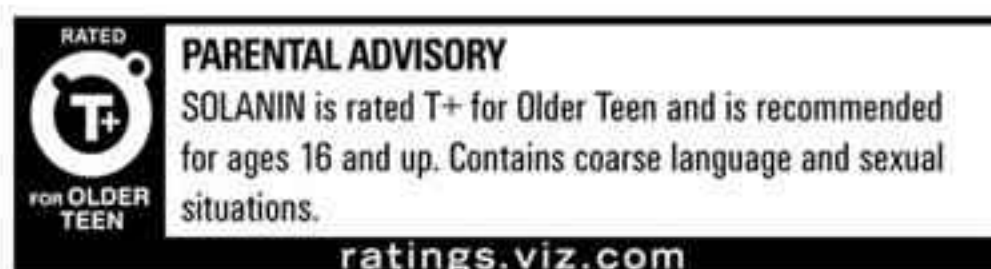 RATED
T+
FOR OLDER
TEEN
PARENTAL ADVISORY
SOLANIN is rated T+ for Older Teen and is recommended
for ages 16 and up. Contains coarse language and sexual
situations.
ratings.viz.com